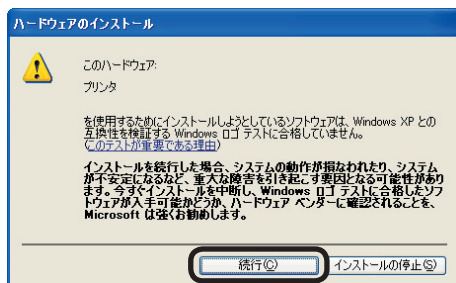 ハードウェアのインストール
このハードウェア:
プリンタ
を使用するためにインストールしようとしているソフトウェアは、Windows XP との
互換性を検証する Windows ロゴ テストに合格していません。
(このテストが重要である理由)
インストールを続行した場合、システムの動作が損なわれたり、システム
が不安定になるなど、重大な障害を引き起こす要因となる可能性があり
ます。今すぐインストールを中断し、Windows ロゴ テストに合格したソフ
トウェアが入手可能かどうか、ハードウェア ベンダーに確認されることを、
Microsoft は強くお勧めします。
続行(C) インストールの停止(S)